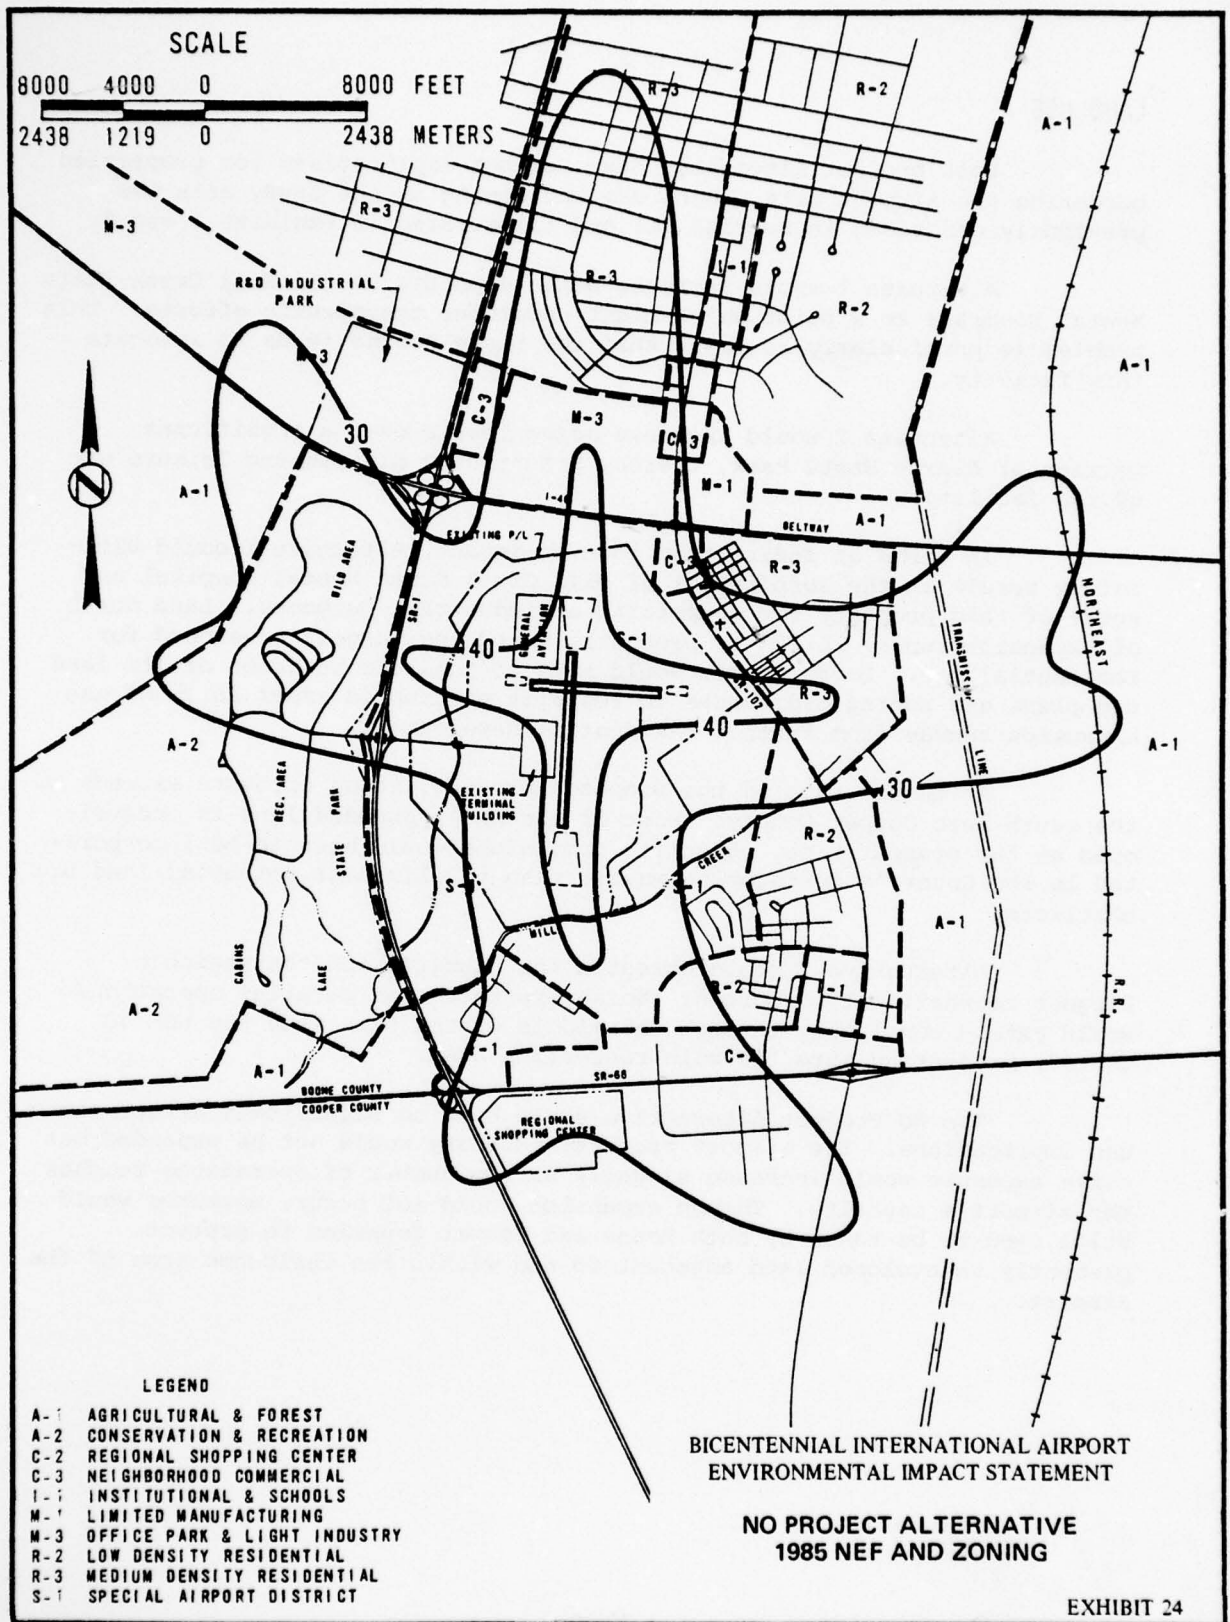 SCALE
8000 4000 0 8000 FEET
2438 1219 0 2438 METERS
R-3
R-2
A-1
M-3
R-3
R&D INDUSTRIAL
PARK
R-3
I-1
R-2
A-1
M-3
30
C-3
M-3
C-3
A-1
M-1
I-40
BELTWAY
A-1
EXISTING P/L
C-3
R-3
WILD AREA
SR-1
GENERAL
AVIATION
S-1
NORTHEAST
R.R.
TRANSMISSION
LINE
40
R-3
SR-102
40
A-2
A-1
30
REC. AREA
STATE
PARK
EXISTING
TERMINAL
BUILDING
R-2
S-1
CREEK
S-1
MILL
A-1
CABINS
LAKE
A-2
R-2
I-1
I-1
C-2
A-1
BOONE COUNTY
COOPER COUNTY
SR-68
REGIONAL
SHOPPING CENTER
LEGEND
A-1 AGRICULTURAL & FOREST
A-2 CONSERVATION & RECREATION
C-2 REGIONAL SHOPPING CENTER
C-3 NEIGHBORHOOD COMMERCIAL
I-1 INSTITUTIONAL & SCHOOLS
M-1 LIMITED MANUFACTURING
M-3 OFFICE PARK & LIGHT INDUSTRY
R-2 LOW DENSITY RESIDENTIAL
R-3 MEDIUM DENSITY RESIDENTIAL
S-1 SPECIAL AIRPORT DISTRICT
BICENTENNIAL INTERNATIONAL AIRPORT
ENVIRONMENTAL IMPACT STATEMENT
NO PROJECT ALTERNATIVE
1985 NEF AND ZONING
EXHIBIT 24